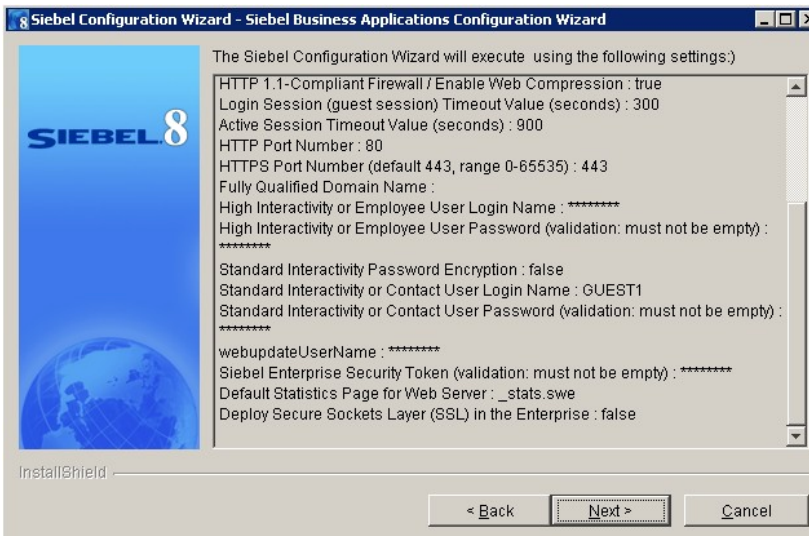 Siebel Configuration Wizard - Siebel Business Applications Configuration Wizard
The Siebel Configuration Wizard will execute using the following settings:)
SIEBEL.8
HTTP 1.1-Compliant Firewall / Enable Web Compression : true
Login Session (guest session) Timeout Value (seconds) : 300
Active Session Timeout Value (seconds) : 900
HTTP Port Number : 80
HTTPS Port Number (default 443, range 0-65535) : 443
Fully Qualified Domain Name :
High Interactivity or Employee User Login Name : ********
High Interactivity or Employee User Password (validation: must not be empty) :
********
Standard Interactivity Password Encryption : false
Standard Interactivity or Contact User Login Name : GUEST1
Standard Interactivity or Contact User Password (validation: must not be empty) :
********
webupdateUserName : ********
Siebel Enterprise Security Token (validation: must not be empty) : ********
Default Statistics Page for Web Server : _stats.swe
Deploy Secure Sockets Layer (SSL) in the Enterprise : false
InstallShield
< Back
Next >
Cancel